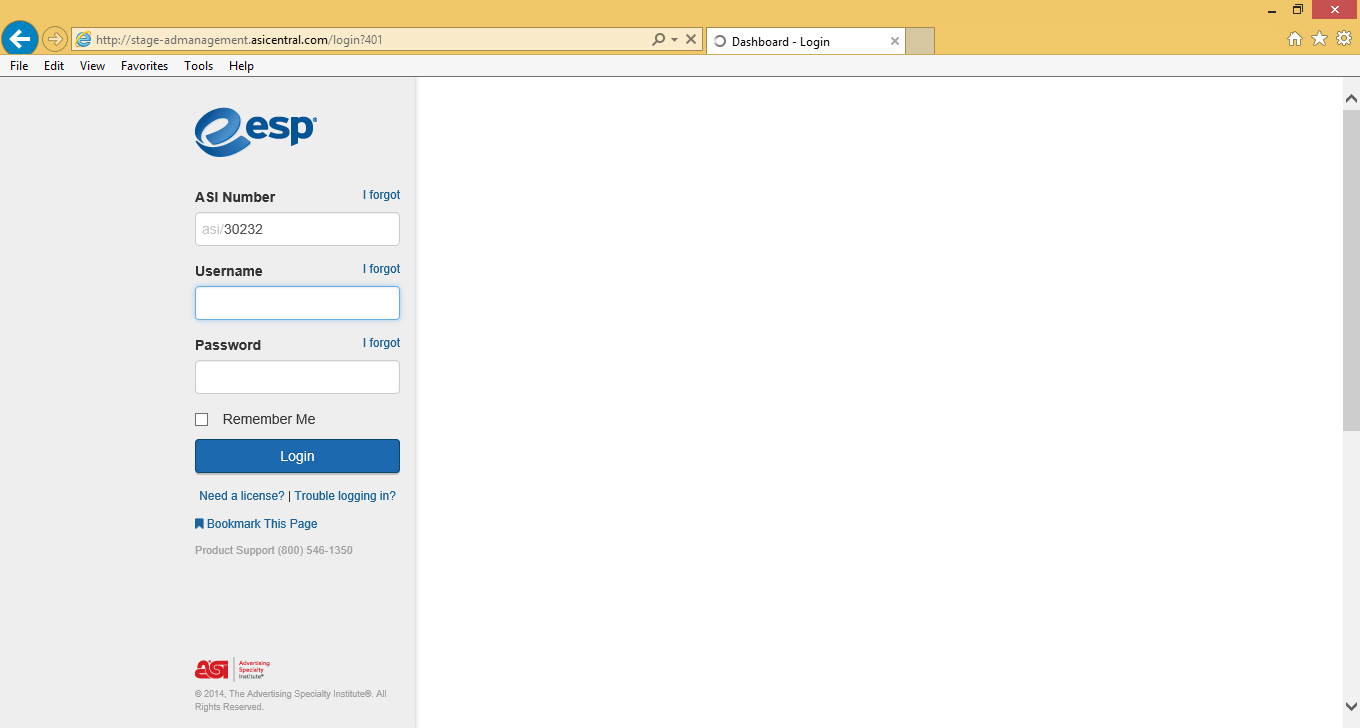 http://stage-admanagement.asicentral.com/login?401
Dashboard - Login
File Edit View Favorites Tools Help
esp®
ASI Number I forgot
asi/30232
Username I forgot
Password I forgot
Remember Me
Login
Need a license? | Trouble logging in?
Bookmark This Page
Product Support (800) 546-1350
asi Advertising
Specialty
Institute®
© 2014, The Advertising Specialty Institute®. All
Rights Reserved.